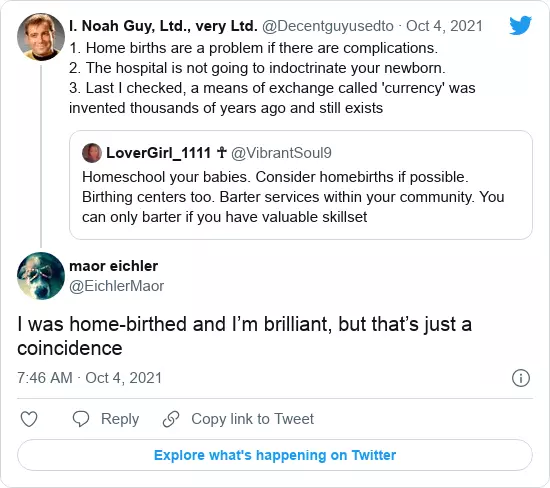 I. Noah Guy, Ltd., very Ltd. @Decentguyusedto · Oct 4, 2021
1. Home births are a problem if there are complications.
2. The hospital is not going to indoctrinate your newborn.
3. Last I checked, a means of exchange called 'currency' was
invented thousands of years ago and still exists
LoverGirl_1111 ✝ @VibrantSoul9
Homeschool your babies. Consider homebirths if possible.
Birthing centers too. Barter services within your community. You
can only barter if you have valuable skillset
maor eichler
@EichlerMaor
I was home-birthed and I’m brilliant, but that’s just a
coincidence
7:46 AM · Oct 4, 2021
Reply
Copy link to Tweet
Explore what's happening on Twitter